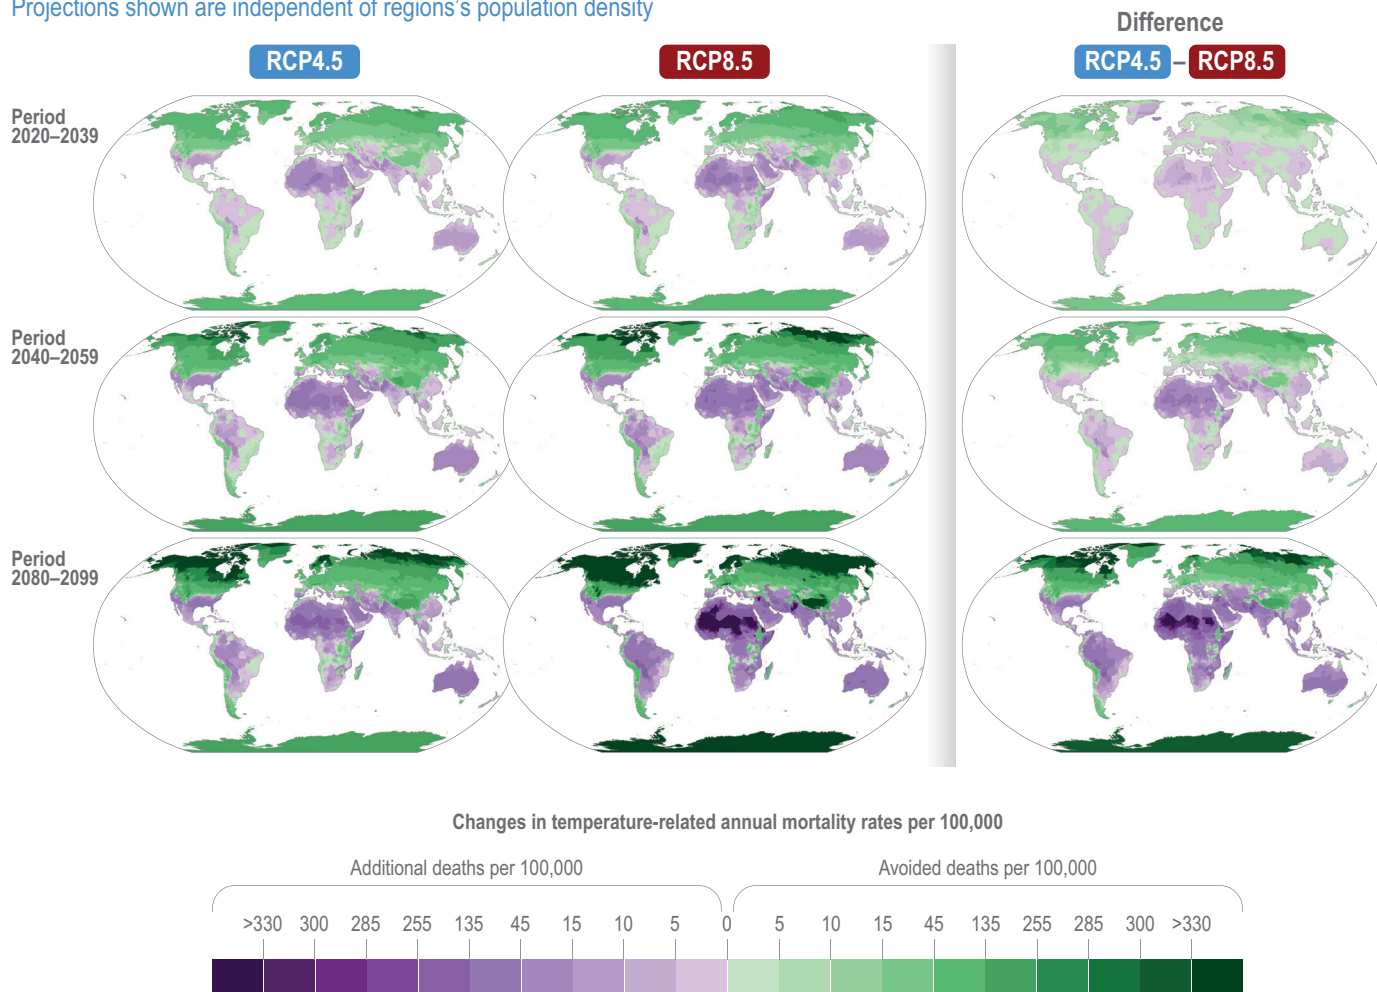 Projections shown are independent of regions's population density
Difference
RCP4.5
RCP8.5
RCP4.5 – RCP8.5
Period
2020–2039
Period
2040–2059
Period
2080–2099
Changes in temperature-related annual mortality rates per 100,000
Additional deaths per 100,000
Avoided deaths per 100,000
>330 300 285 255 135 45 15 10 5 0 5 10 15 45 135 255 285 300 >330